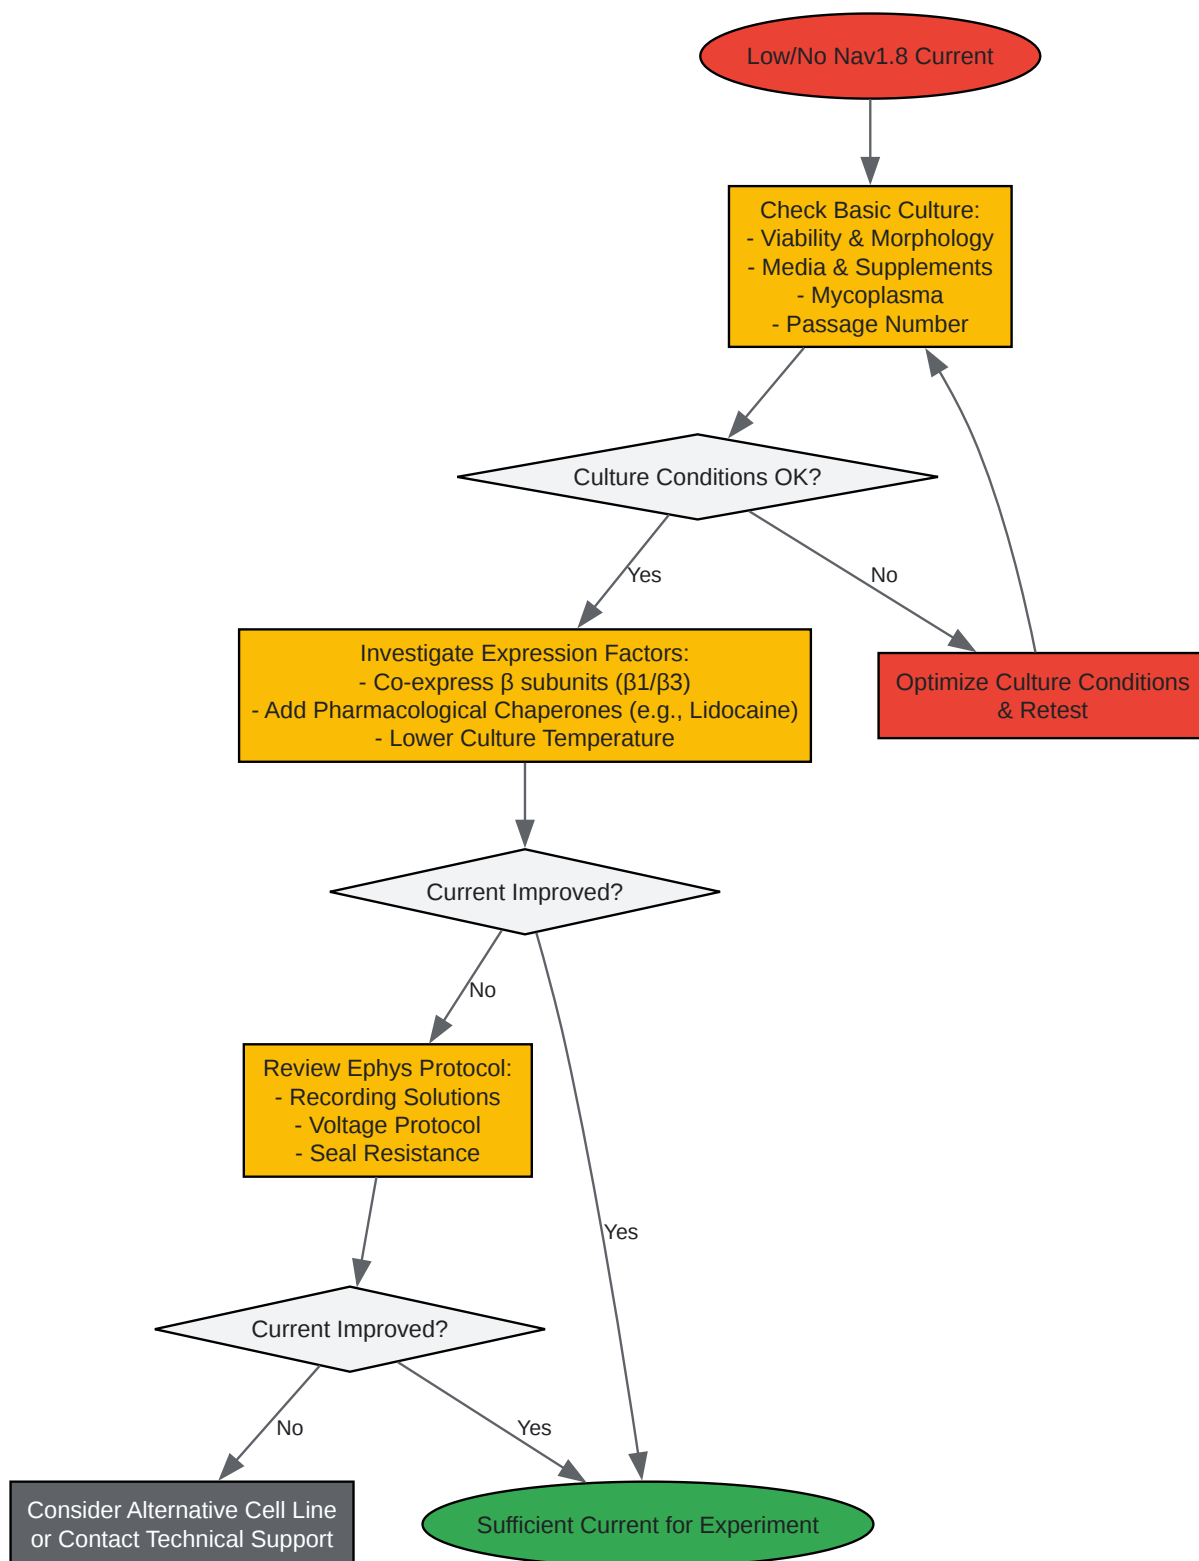 Low/No Nav1.8 Current
Check Basic Culture:
- Viability & Morphology
- Media & Supplements
- Mycoplasma
- Passage Number
Culture Conditions OK?
Yes
No
Investigate Expression Factors:
- Co-express β subunits (β1/β3)
- Add Pharmacological Chaperones (e.g., Lidocaine)
- Lower Culture Temperature
Optimize Culture Conditions
& Retest
Current Improved?
No
Review Ephys Protocol:
- Recording Solutions
- Voltage Protocol
- Seal Resistance
Yes
Current Improved?
No
Yes
Consider Alternative Cell Line
or Contact Technical Support
Sufficient Current for Experiment